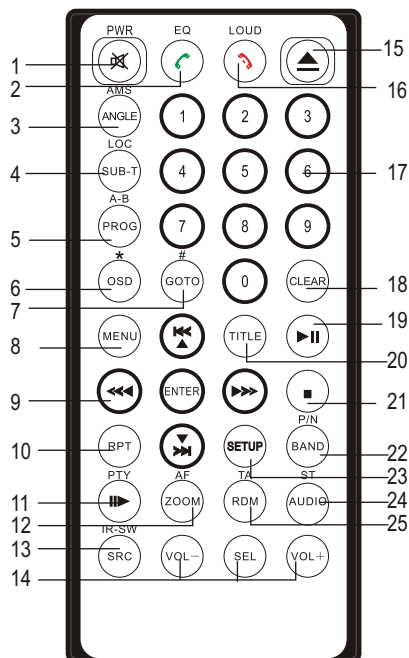 PWR EQ LOUD
1 15
2 16
AMS
3 ANGLE 1 2 3
LOC
4 SUB-T 4 5 6 17
A-B
5 PROG 7 8 9
* #
6 OSD GOTO 0 CLEAR 18
7
8 MENU TITLE 19
20
9 ENTER 21
P/N
10 RPT SETUP BAND 22
23
PTY AF TA ST
11 ZOOM RDM AUDIO 24
12 25
IR-SW
13 SRC VOL− SEL VOL+
14